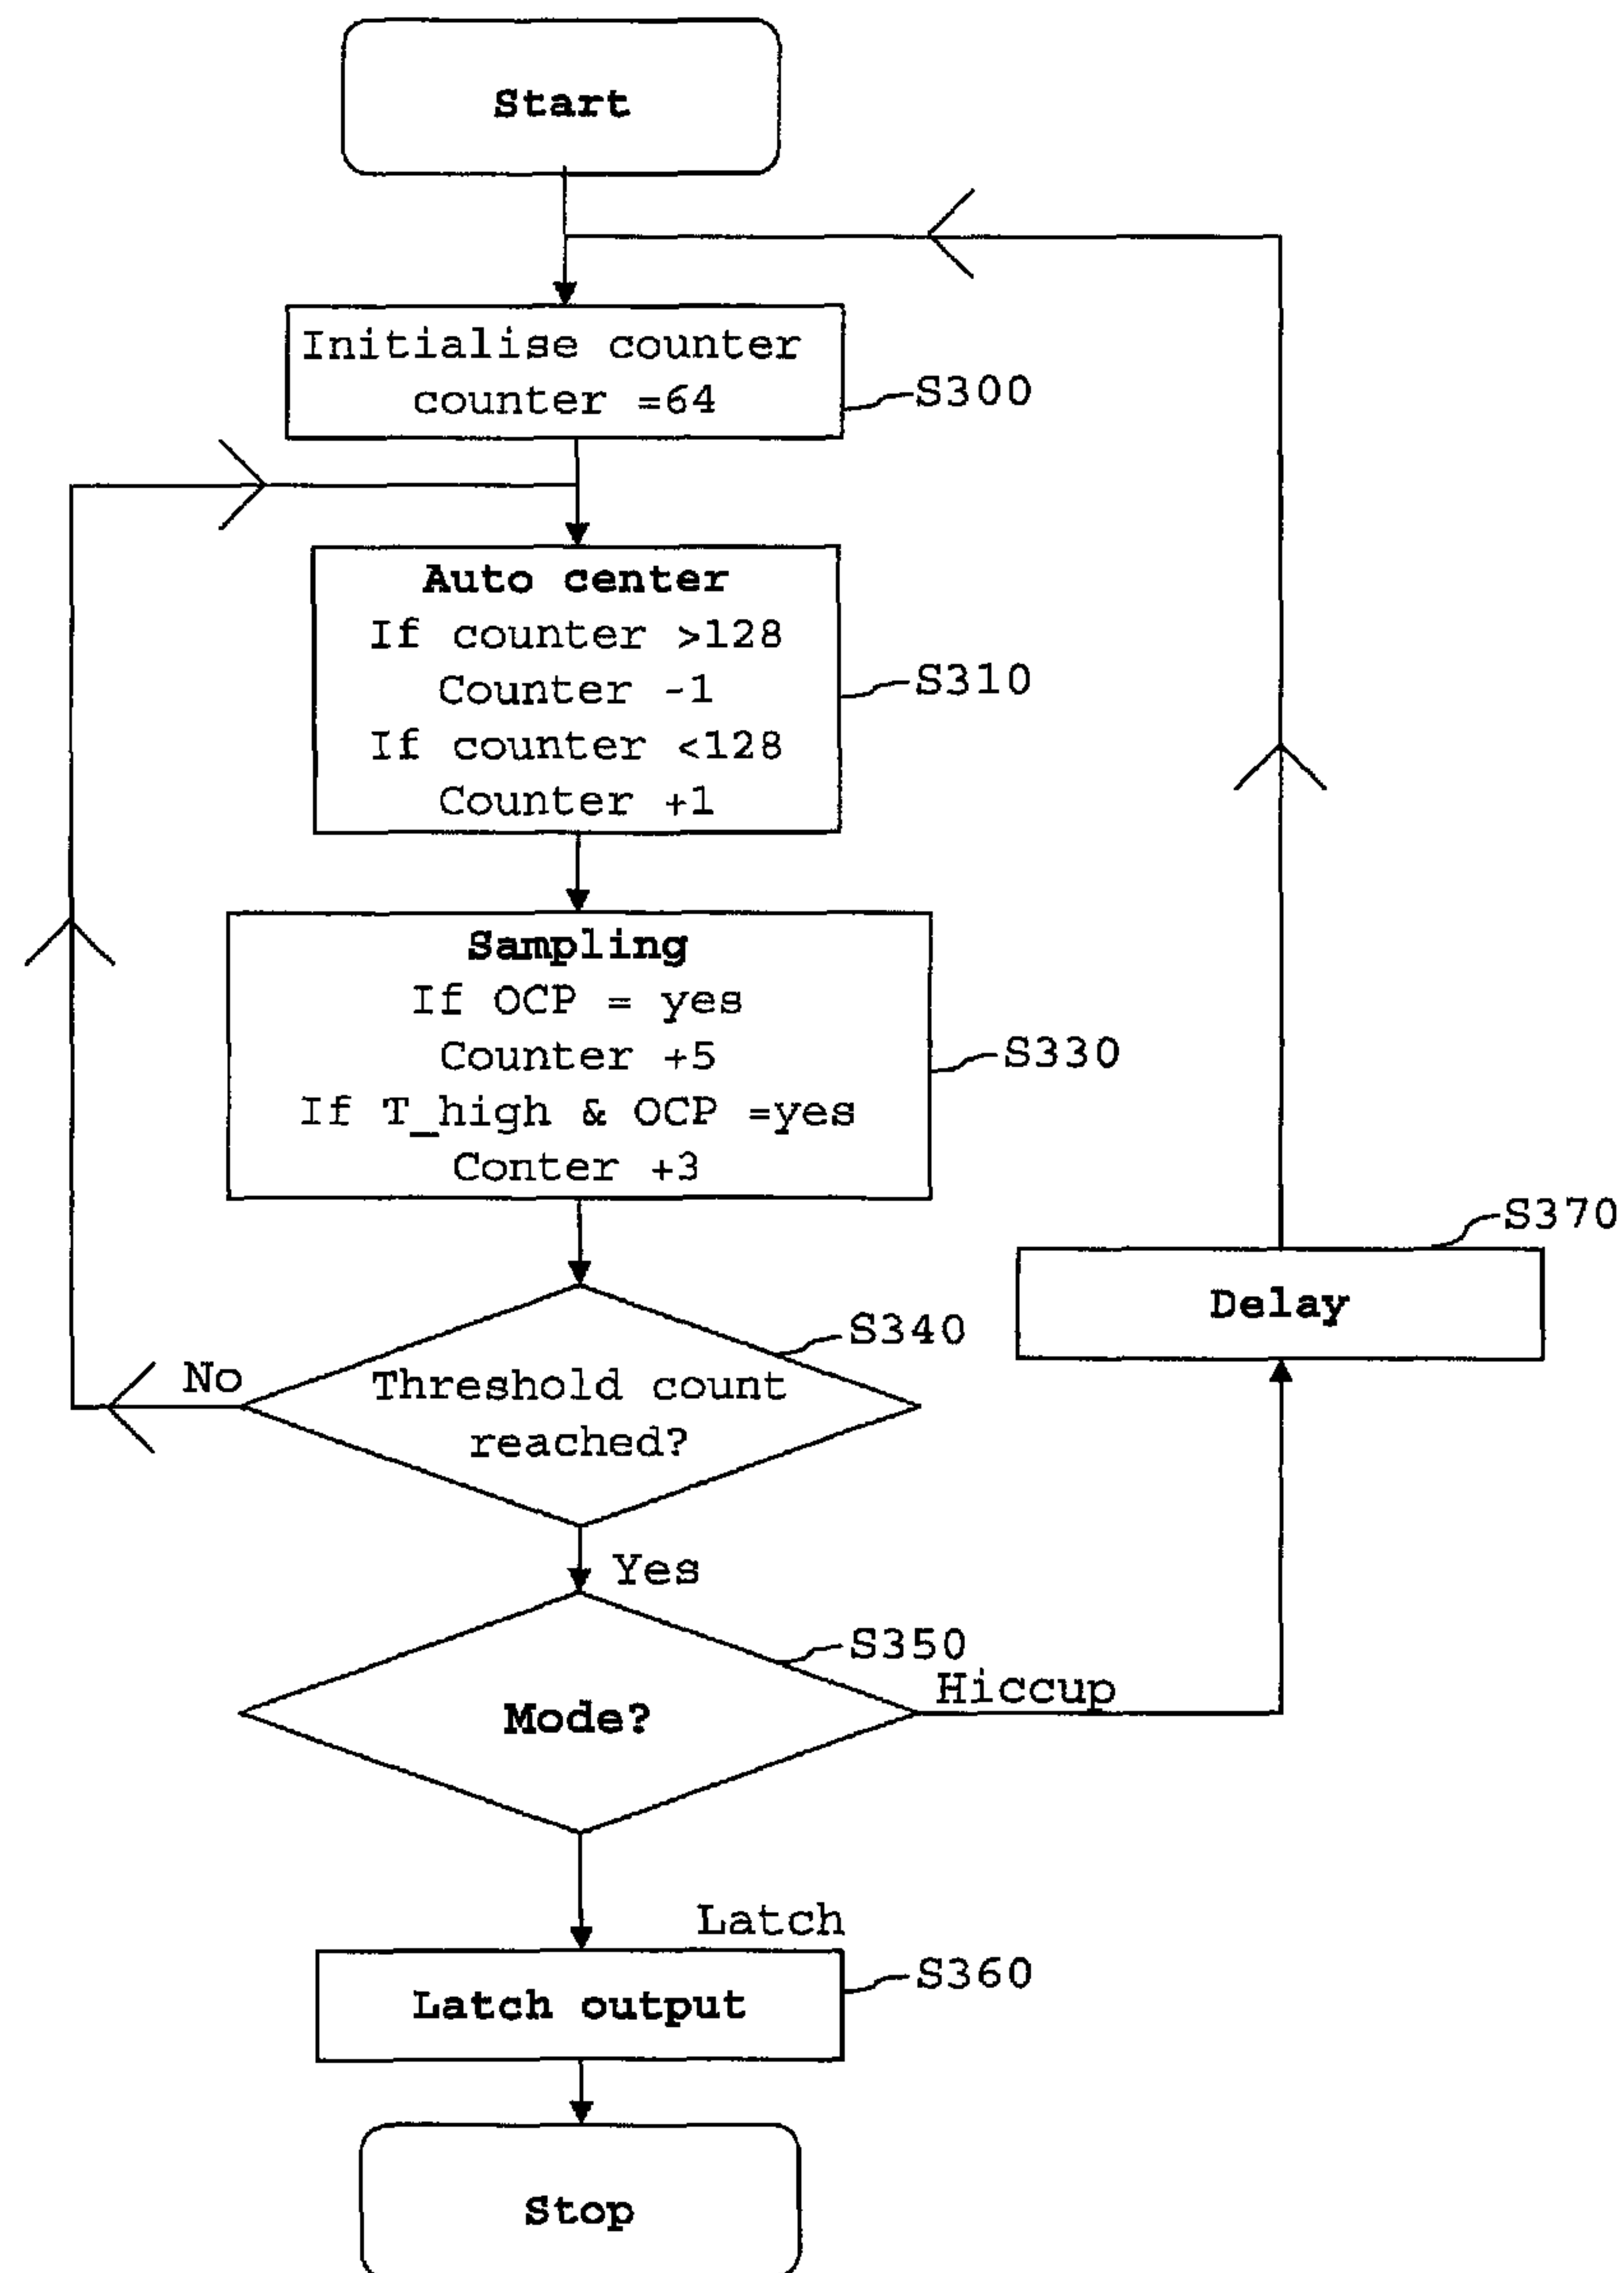 Start
Initialise counter
counter =64
S300
Auto center
If counter >128
Counter -1
If counter <128
Counter +1
S310
Sampling
If OCP = yes
Counter +5
If T_high & OCP =yes
Conter +3
S330
S370
Delay
S340
No
Threshold count
reached?
Yes
S350
Hiccup
Mode?
Latch
S360
Latch output
Stop